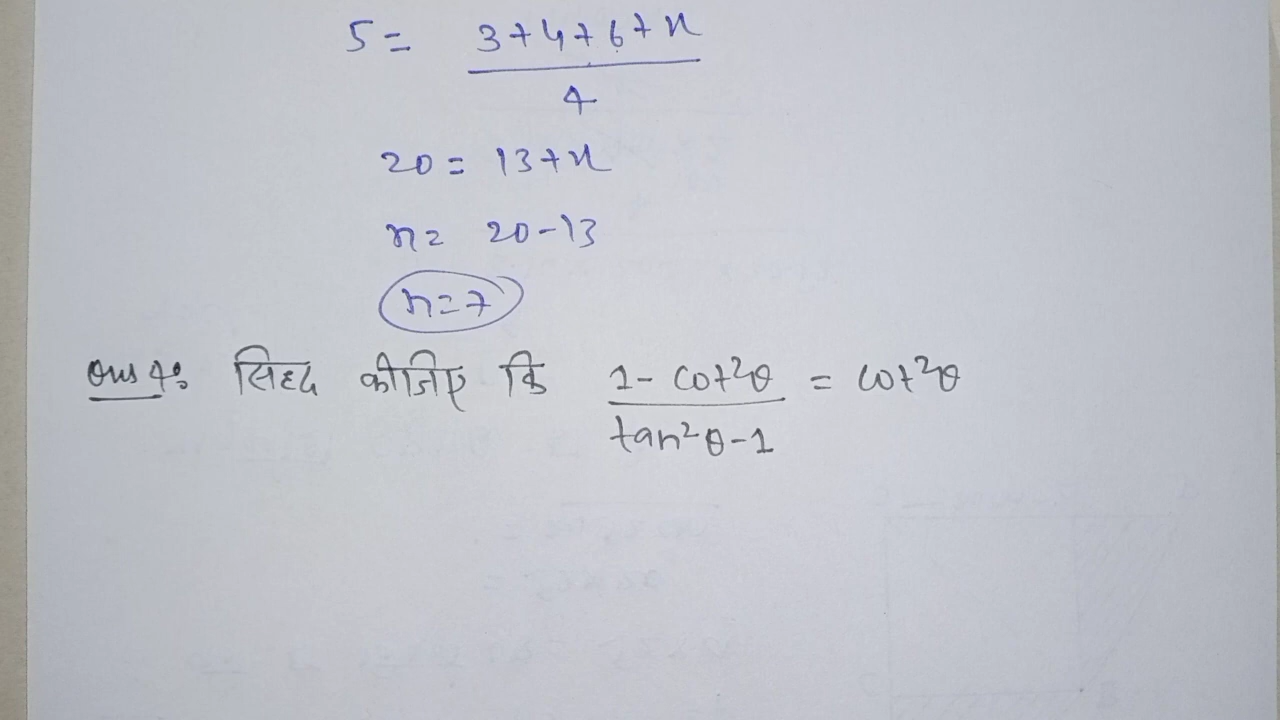 5 = 3+4+6+x
4
20 = 13+x
x = 20-13
x=7
Ans 4: सिद्ध कीजिए कि 1 - cot²θ = cot²θ
tan²θ - 1